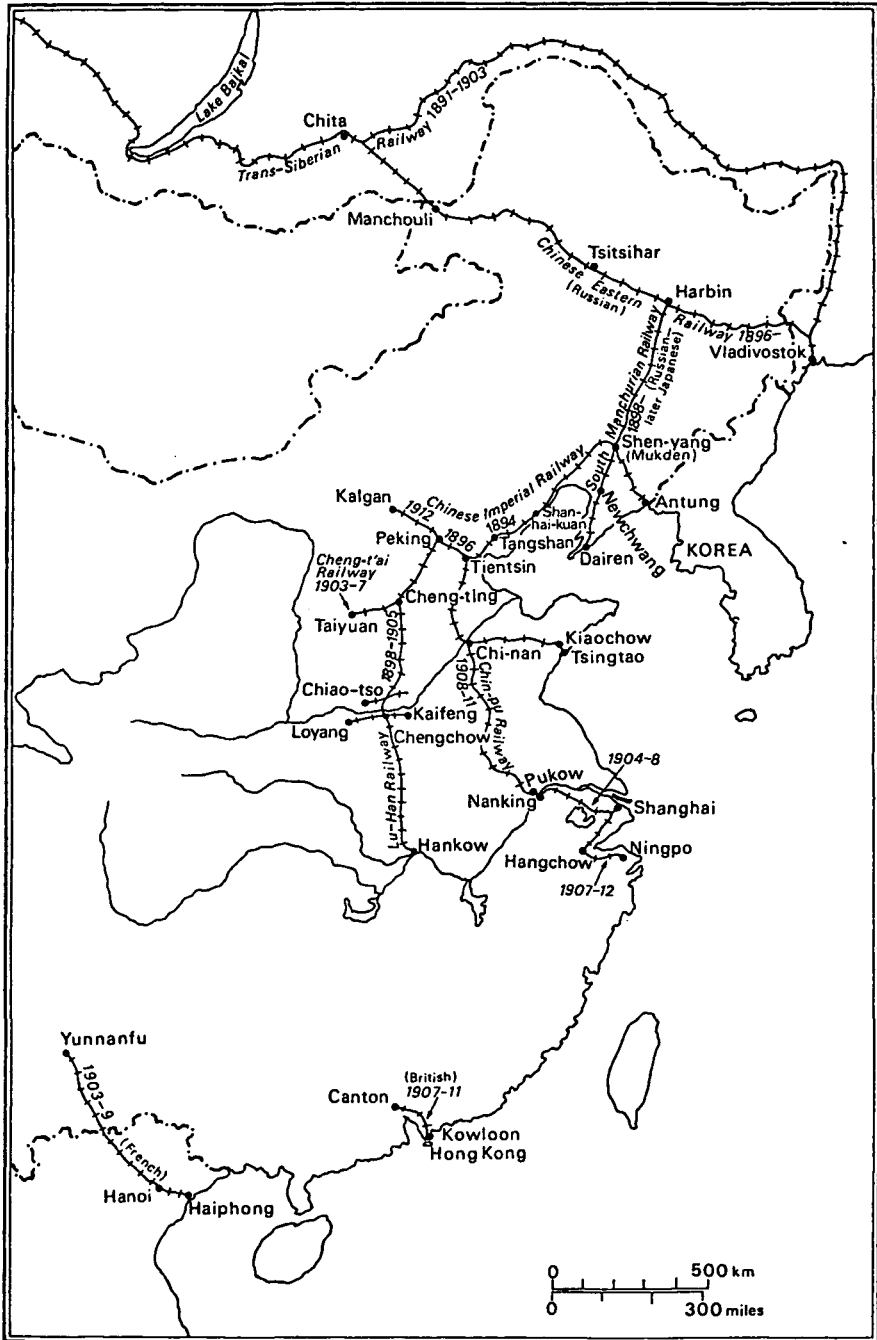 Lake Bajkal
Chita
Trans-Siberian Railway 1891-1903
Manchouli
Tsitsihar
Chinese Eastern Railway 1896-
(Russian)
Harbin
Vladivostok
South Manchurian Railway
1898- (Russian-
later Japanese)
Shen-yang
(Mukden)
Chinese Imperial Railway
Kalgan
1912
1896
1894
Shan-
hai-kuan
Newchwang
Antung
Peking
Tangshan
Tientsin
Dairen
KOREA
Cheng-t'ai
Railway
1903-7
Cheng-ting
Taiyuan
1898-1905
Chi-nan
Kiaochow
Tsingtao
Chiao-tso
1908-11
Chin-pu Railway
Loyang
Kaifeng
Chengchow
Lu-Han Railway
Pukow
1904-8
Nanking
Shanghai
Hankow
Hangchow
Ningpo
1907-12
Yunnanfu
1903-9 (French)
(British)
1907-11
Canton
Kowloon
Hong Kong
Hanoi
Haiphong
0 500 km
0 300 miles